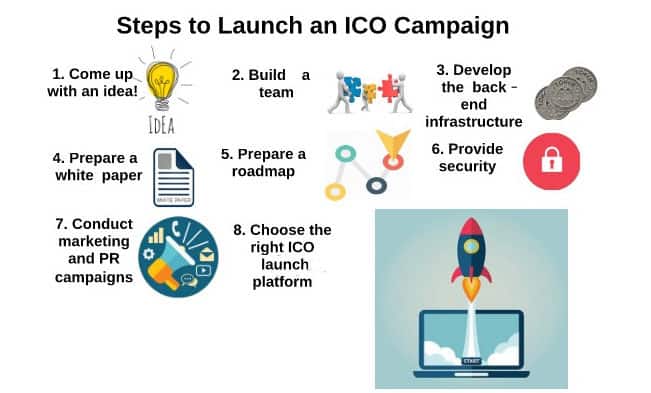 Steps to Launch an ICO Campaign
1. Come up
with an idea!
IDEA
2. Build a
team
3. Develop
the back -
end
infrastructure
4. Prepare a
white paper
WHITE PAPER
5. Prepare a
roadmap
6. Provide
security
7. Conduct
marketing
and PR
campaigns
8. Choose the
right ICO
launch
platform
START